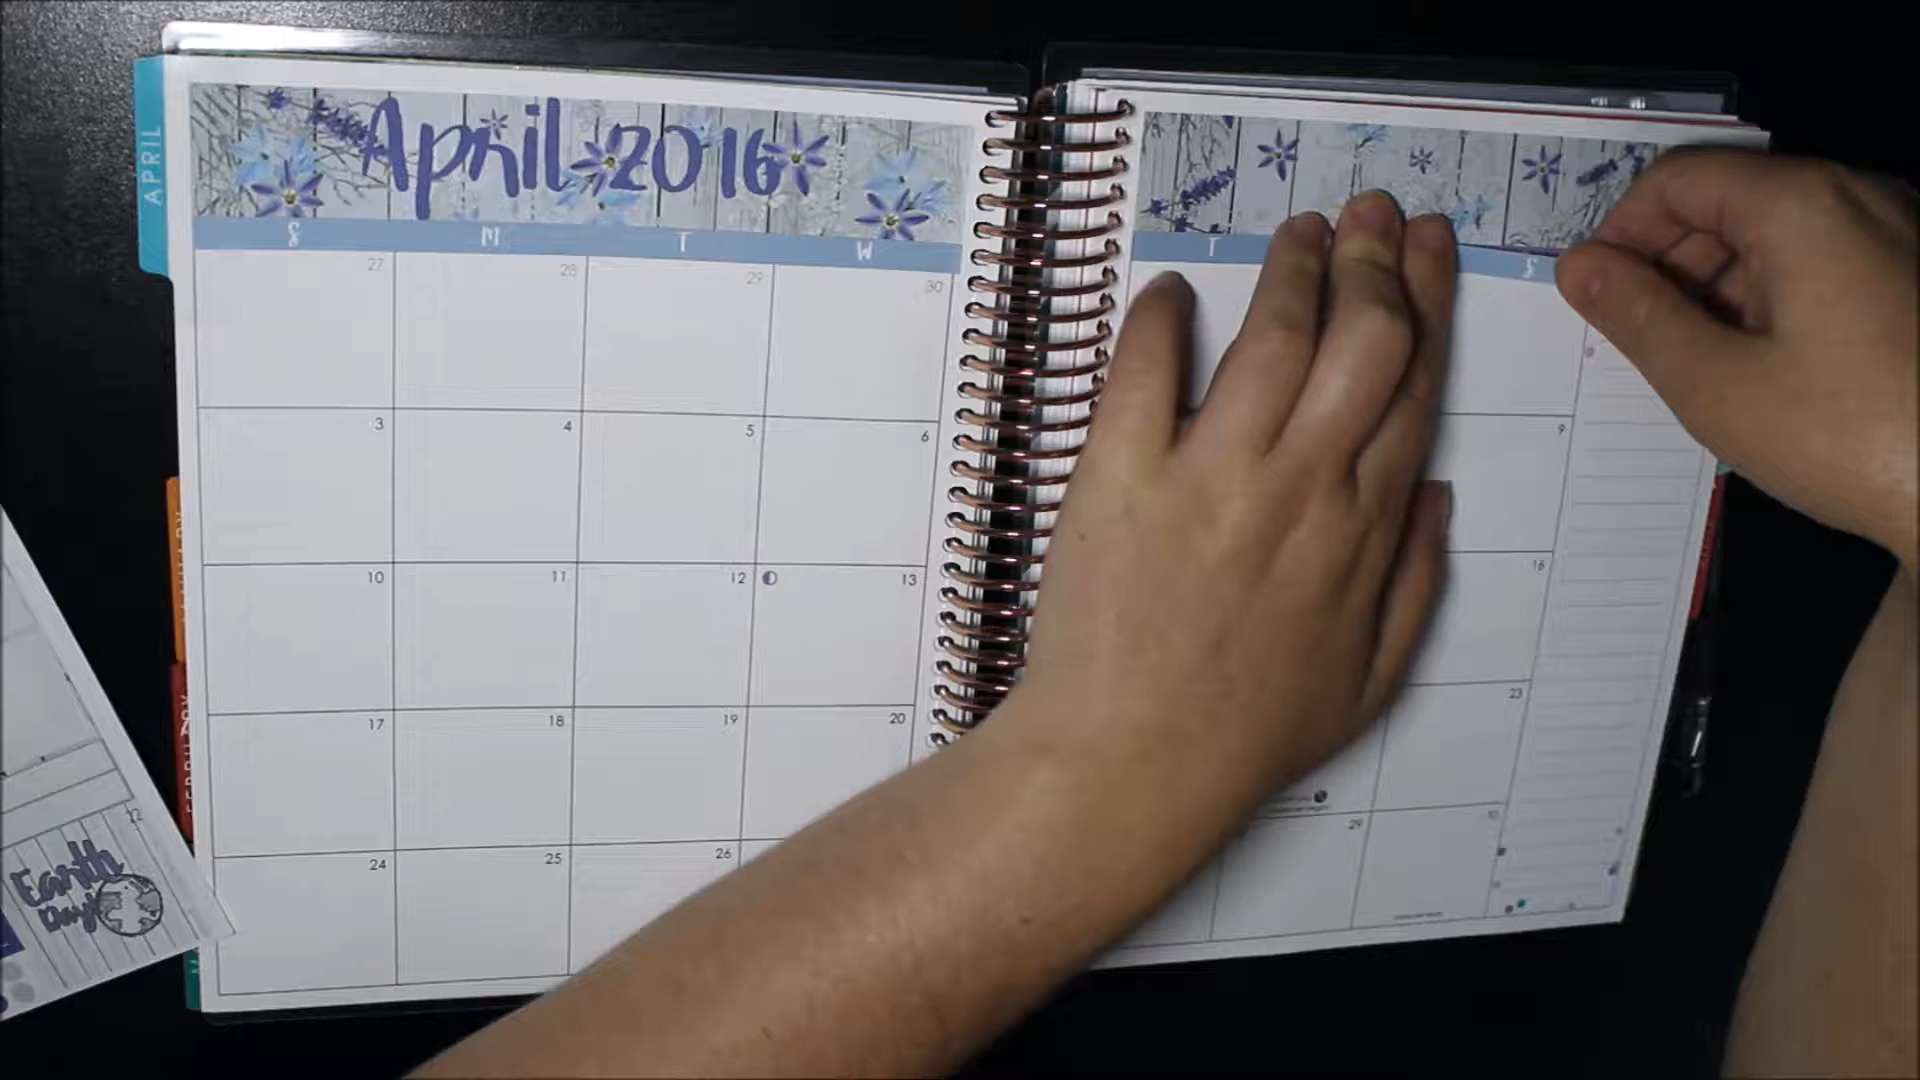 April 2016
APRIL
S M T W T S
27 28 29 30
3 4 5 6 9
10 11 12 13 16
17 18 19 20 23
24 25 26 29 30
22
Earth
Day!